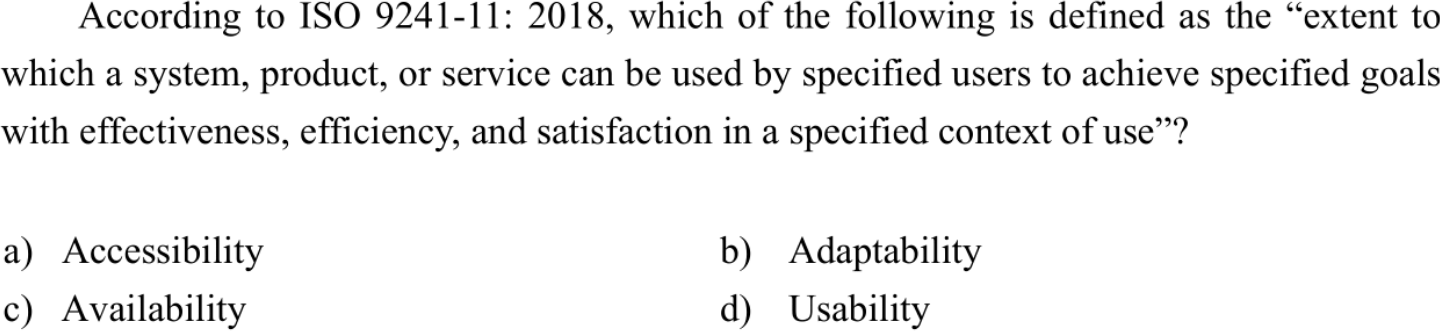 According to ISO 9241-11: 2018, which of the following is defined as the “extent to
which a system, product, or service can be used by specified users to achieve specified goals
with effectiveness, efficiency, and satisfaction in a specified context of use”?
a) Accessibility b) Adaptability
c) Availability d) Usability